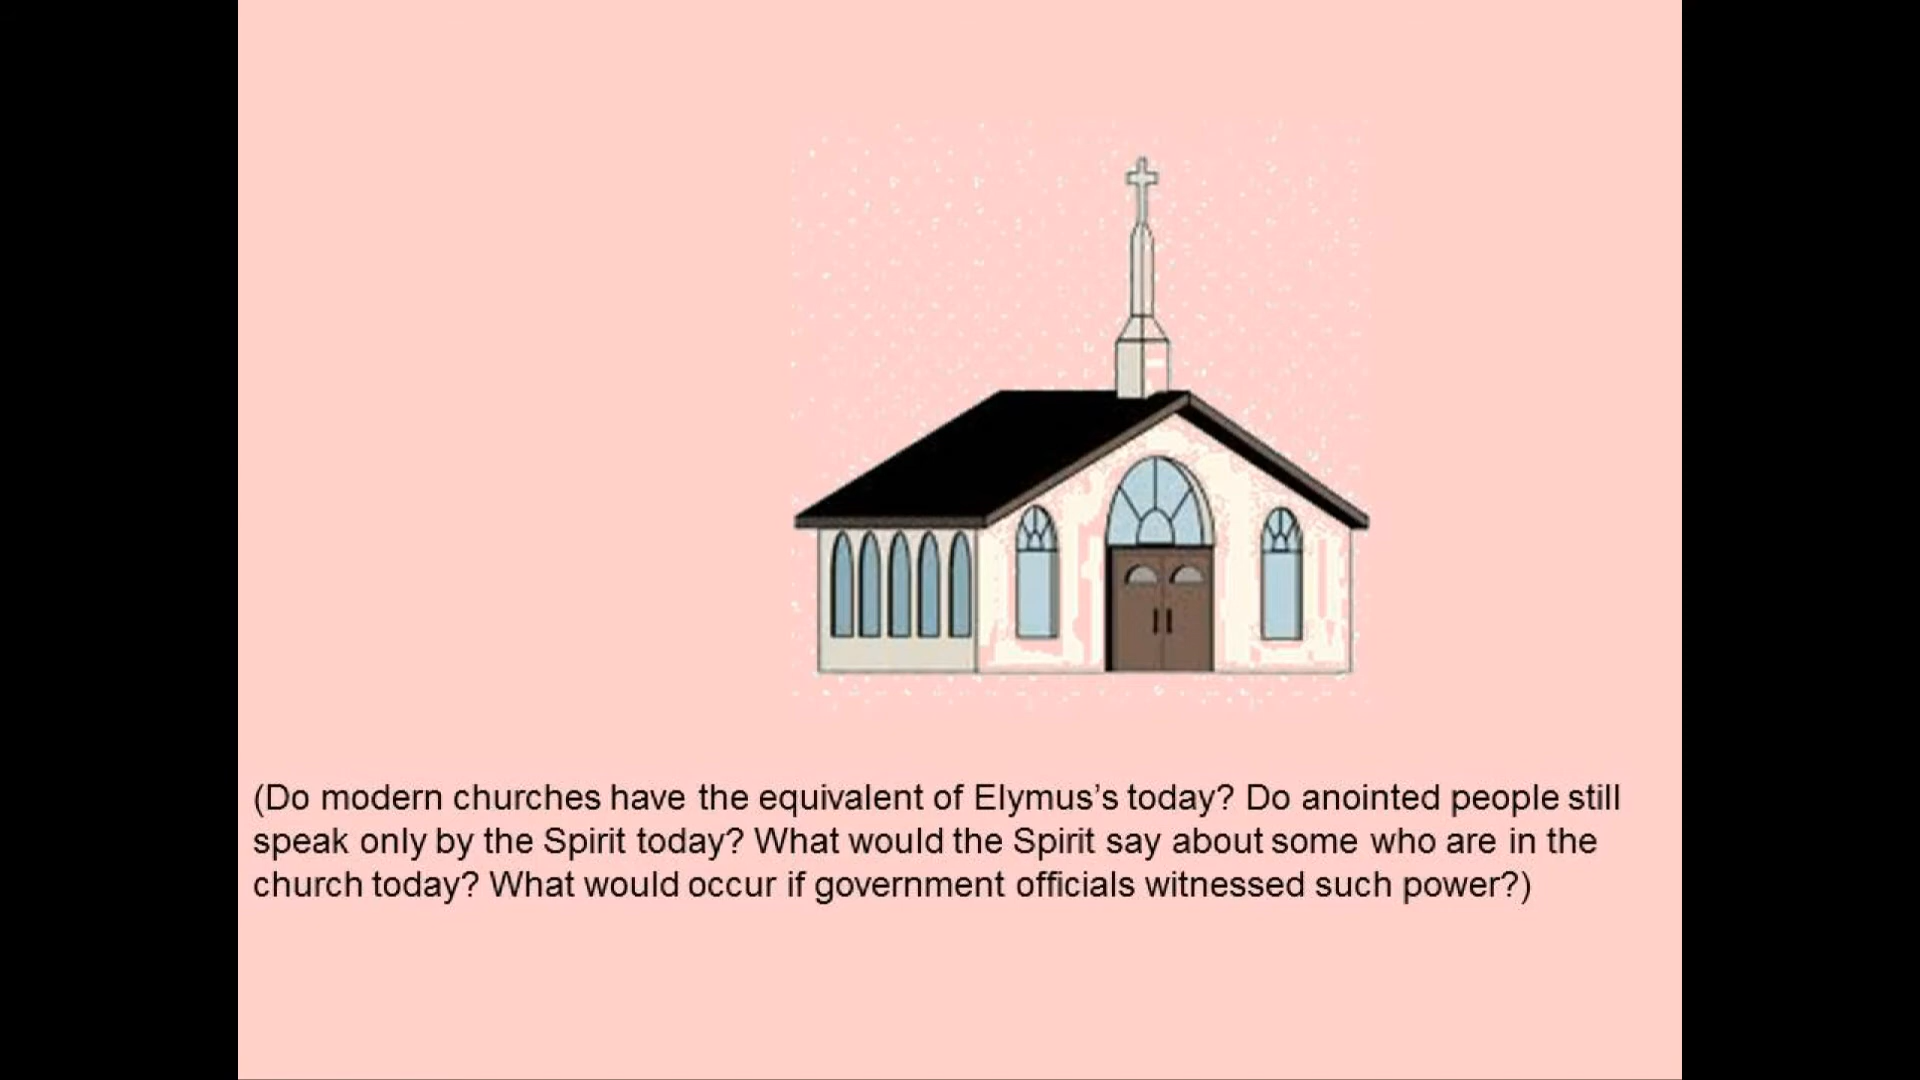 (Do modern churches have the equivalent of Elymus’s today? Do anointed people still
speak only by the Spirit today? What would the Spirit say about some who are in the
church today? What would occur if government officials witnessed such power?)